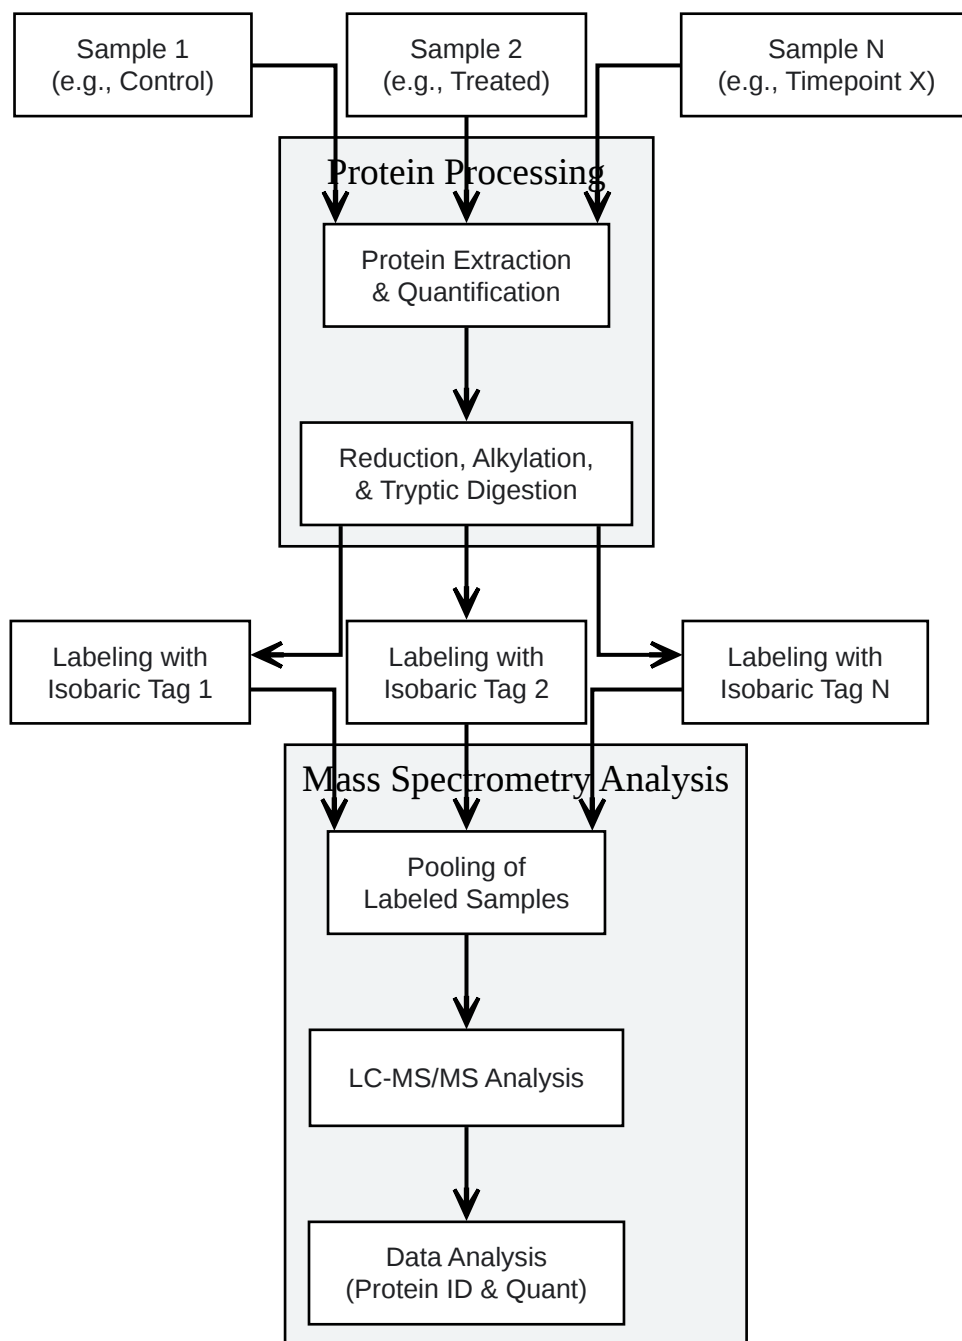 Sample 1
(e.g., Control)
Sample 2
(e.g., Treated)
Sample N
(e.g., Timepoint X)
Protein Processing
Protein Extraction
& Quantification
Reduction, Alkylation,
& Tryptic Digestion
Labeling with
Isobaric Tag 1
Labeling with
Isobaric Tag 2
Labeling with
Isobaric Tag N
Mass Spectrometry Analysis
Pooling of
Labeled Samples
LC-MS/MS Analysis
Data Analysis
(Protein ID & Quant)